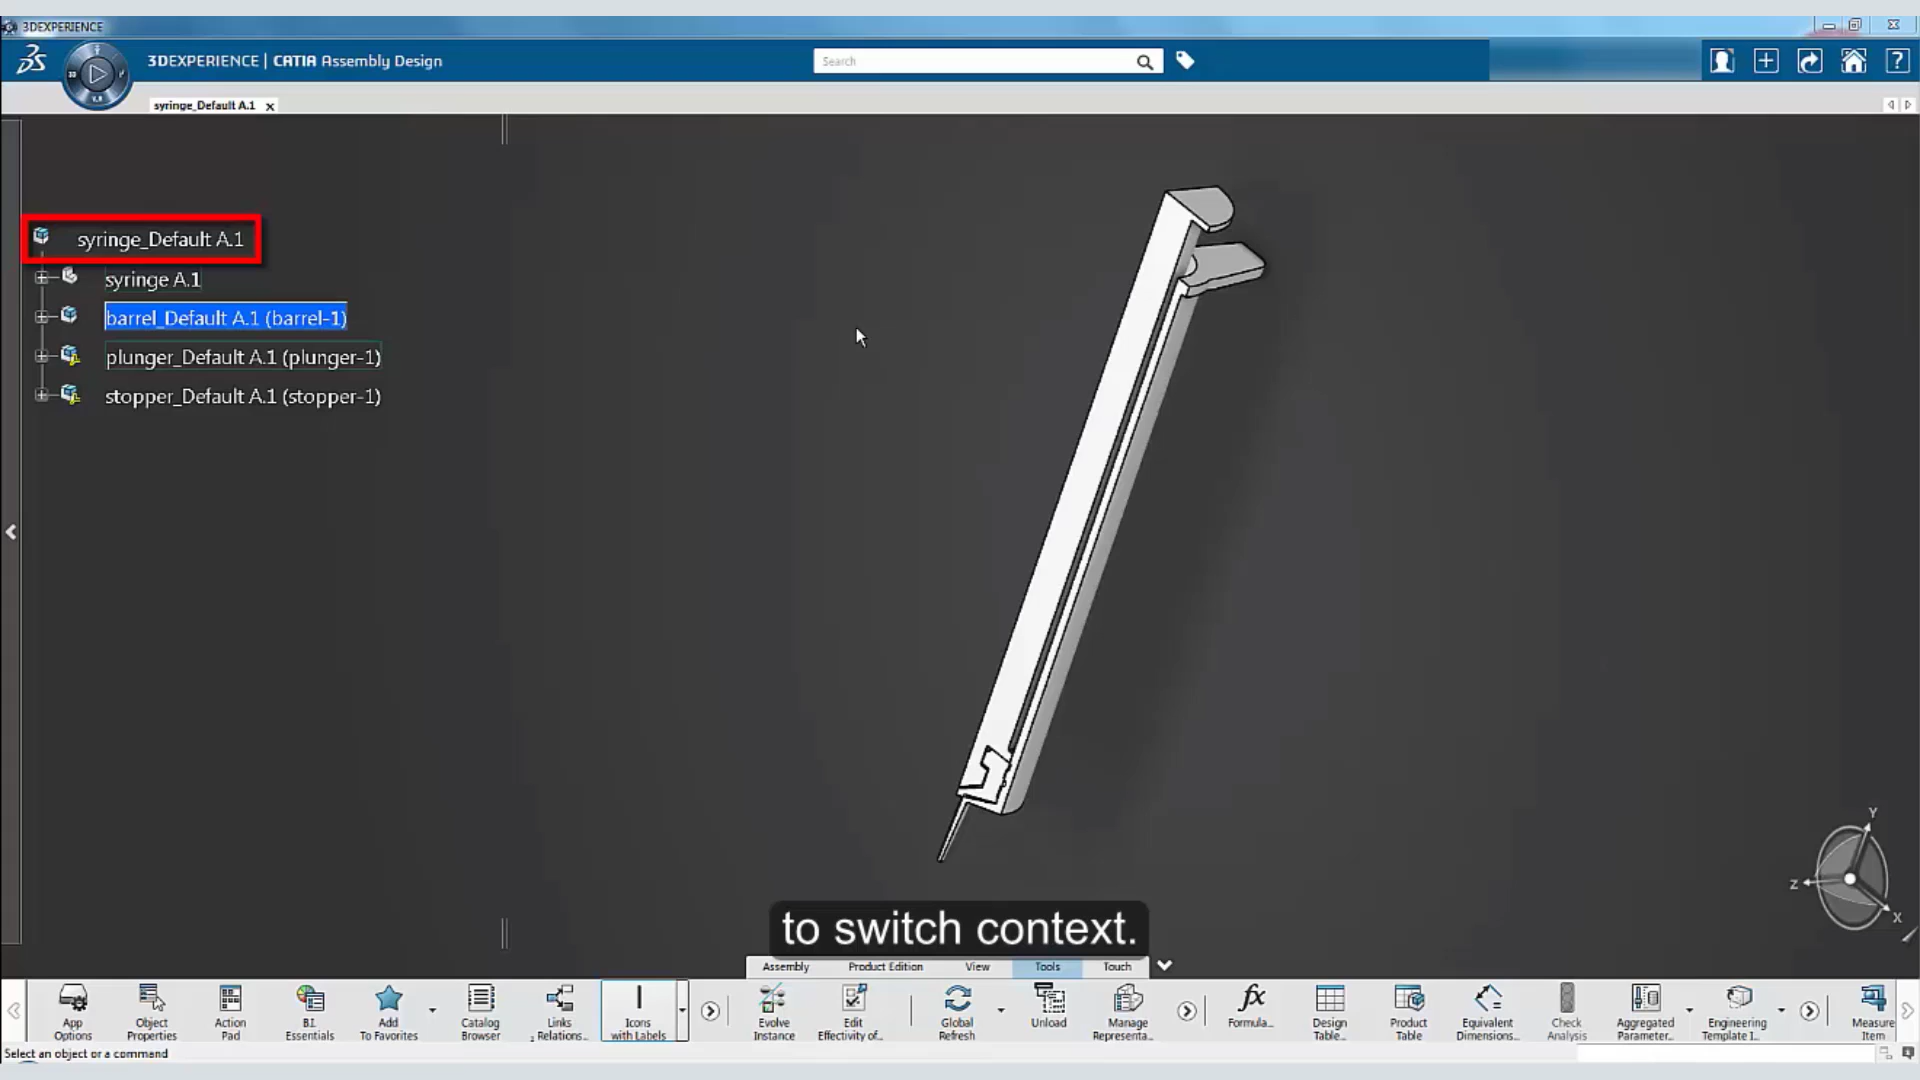 3DEXPERIENCE
3DEXPERIENCE | CATIA Assembly Design
Search
syringe_Default A.1
syringe_Default A.1
syringe A.1
barrel_Default A.1 (barrel-1)
plunger_Default A.1 (plunger-1)
stopper_Default A.1 (stopper-1)
Y
Z
X
to switch context.
Assembly Product Edition View Tools Touch
App Options
Object Properties
Action Pad
B.I. Essentials
Add To Favorites
Catalog Browser
Links Relations...
Icons with Labels
Evolve Instance
Edit Effectivity of...
Global Refresh
Unload
Manage Representa...
fx
Formula...
Design Table...
Product Table
Equivalent Dimensions...
Check Analysis
Aggregated Parameter...
Engineering Template I...
Measure Item
Select an object or a command